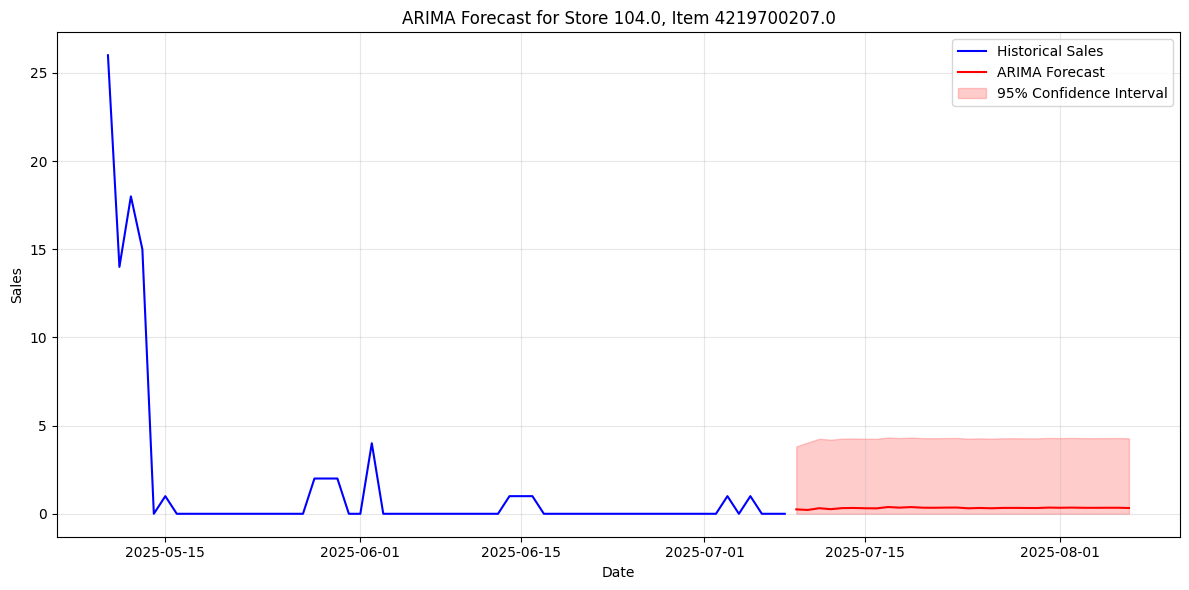 ARIMA Forecast for Store 104.0, Item 4219700207.0
Historical Sales
ARIMA Forecast
95% Confidence Interval
25
20
15
10
5
0
Sales
2025-05-15
2025-06-01
2025-06-15
2025-07-01
2025-07-15
2025-08-01
Date